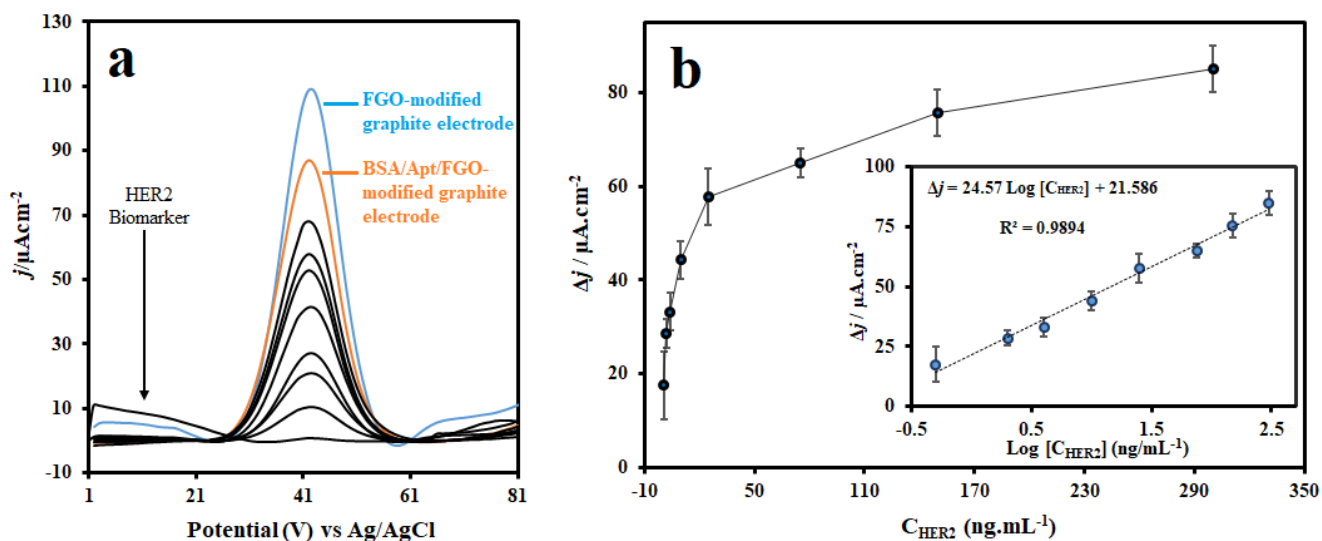 a
130
110
90
70
50
30
10
-10
j/µAcm-2
FGO-modified
graphite electrode
BSA/Apt/FGO-
modified graphite
electrode
HER2
Biomarker
1
21
41
61
81
Potential (V) vs Ag/AgCl
b
80
60
40
20
0
Δj / µA.cm-2
-10
50
110
170
230
290
350
CHER2 (ng.mL-1)
100
75
50
25
0
Δj / µA.cm-2
Δj = 24.57 Log [CHER2] + 21.586
R² = 0.9894
-0.5
0.5
1.5
2.5
Log [CHER2] (ng/mL-1)